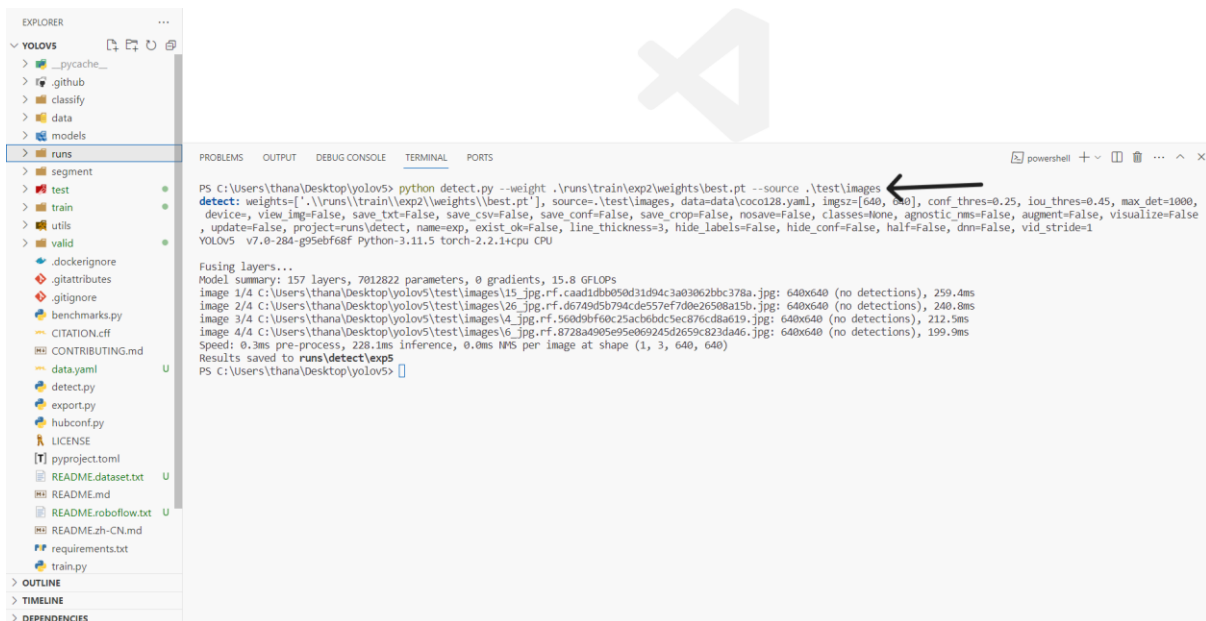 EXPLORER
YOLOV5
__pycache__
.github
classify
data
models
runs
segment
test
train
utils
valid
.dockerignore
.gitattributes
.gitignore
benchmarks.py
CITATION.cff
CONTRIBUTING.md
data.yaml U
detect.py
export.py
hubconf.py
LICENSE
pyproject.toml
README.dataset.txt U
README.md
README.roboflow.txt U
README.zh-CN.md
requirements.txt
train.py
OUTLINE
TIMELINE
DEPENDENCIES
PROBLEMS OUTPUT DEBUG CONSOLE TERMINAL PORTS
powershell
PS C:\Users\thana\Desktop\yolov5> python detect.py --weight .\runs\train\exp2\weights\best.pt --source .\test\images
detect: weights=['.\\runs\\train\\exp2\\weights\\best.pt'], source=.\test\images, data=data\coco128.yaml, imgsz=[640, 640], conf_thres=0.25, iou_thres=0.45, max_det=1000,
device=, view_img=False, save_txt=False, save_csv=False, save_conf=False, save_crop=False, nosave=False, classes=None, agnostic_nms=False, augment=False, visualize=False
, update=False, project=runs\detect, name=exp, exist_ok=False, line_thickness=3, hide_labels=False, hide_conf=False, half=False, dnn=False, vid_stride=1
YOLOv5 v7.0-284-g95ebf68f Python-3.11.5 torch-2.2.1+cpu CPU
Fusing layers...
Model summary: 157 layers, 7012822 parameters, 0 gradients, 15.8 GFLOPs
image 1/4 C:\Users\thana\Desktop\yolov5\test\images\15_jpg.rf.caad1dbb050d31d94c3a03062bbc378a.jpg: 640x640 (no detections), 259.4ms
image 2/4 C:\Users\thana\Desktop\yolov5\test\images\26_jpg.rf.d6749d5b794cde557ef7d0e26508a15b.jpg: 640x640 (no detections), 240.8ms
image 3/4 C:\Users\thana\Desktop\yolov5\test\images\4_jpg.rf.560d9bf60c25acb6bdc5ec876cd8a619.jpg: 640x640 (no detections), 212.5ms
image 4/4 C:\Users\thana\Desktop\yolov5\test\images\6_jpg.rf.8728a4905e95e069245d2659c823da46.jpg: 640x640 (no detections), 199.9ms
Speed: 0.3ms pre-process, 228.1ms inference, 0.0ms NMS per image at shape (1, 3, 640, 640)
Results saved to runs\detect\exp5
PS C:\Users\thana\Desktop\yolov5>